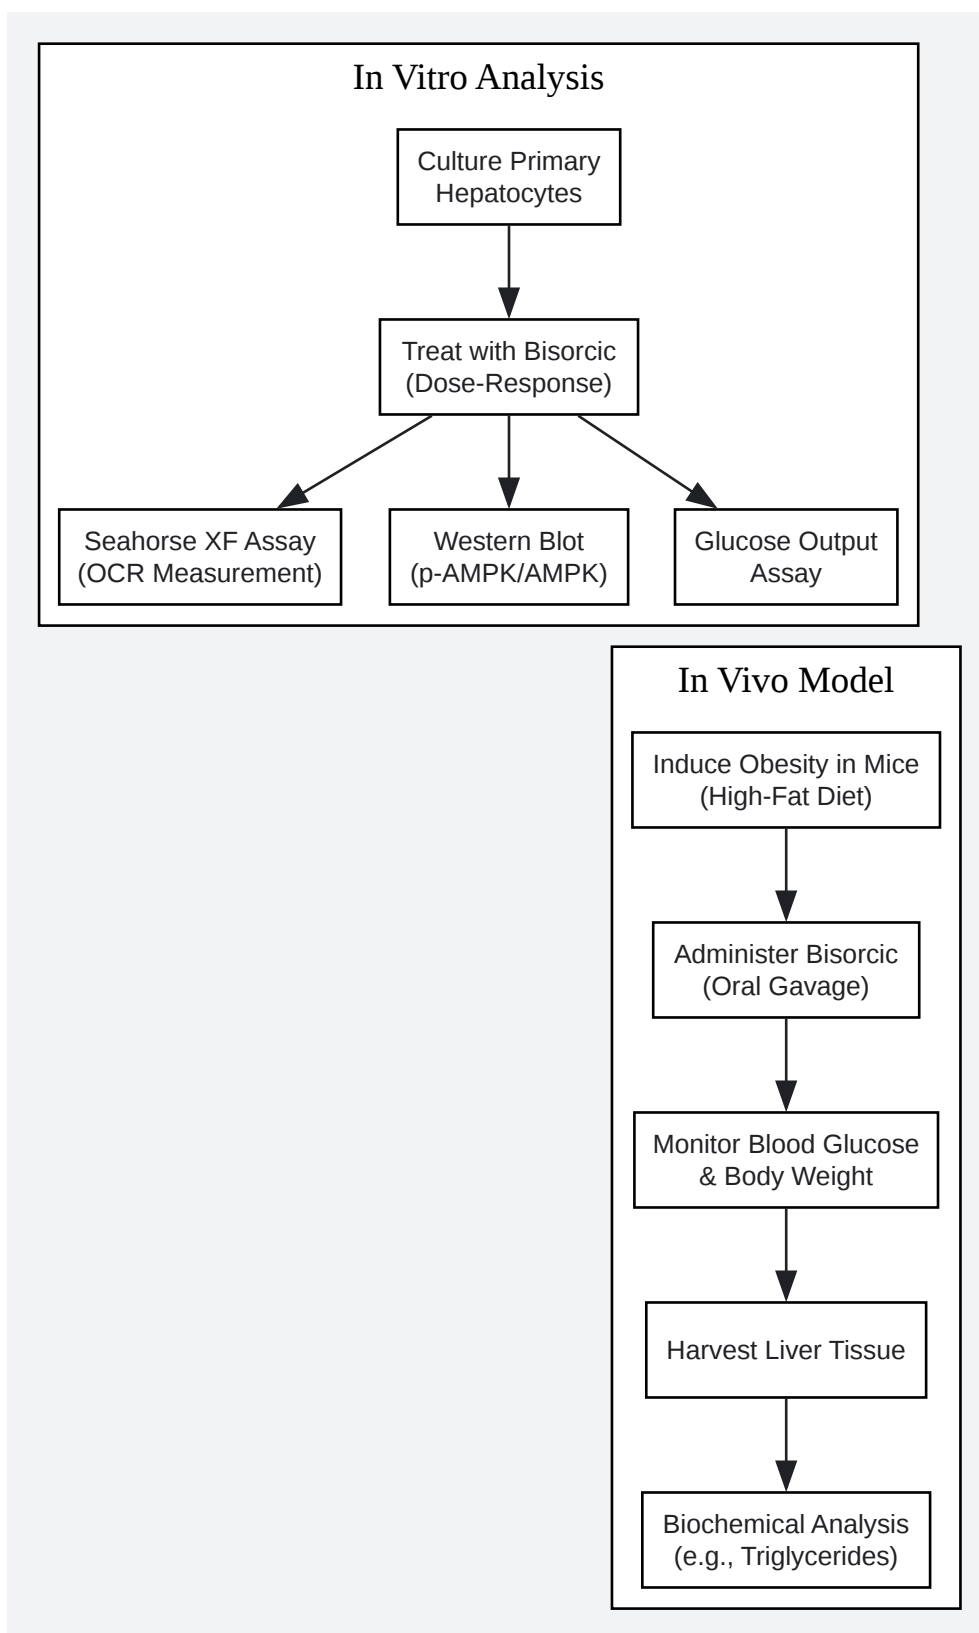 In Vitro Analysis
Culture Primary
Hepatocytes
Treat with Bisorcic
(Dose-Response)
Seahorse XF Assay
(OCR Measurement)
Western Blot
(p-AMPK/AMPK)
Glucose Output
Assay
In Vivo Model
Induce Obesity in Mice
(High-Fat Diet)
Administer Bisorcic
(Oral Gavage)
Monitor Blood Glucose
& Body Weight
Harvest Liver Tissue
Biochemical Analysis
(e.g., Triglycerides)